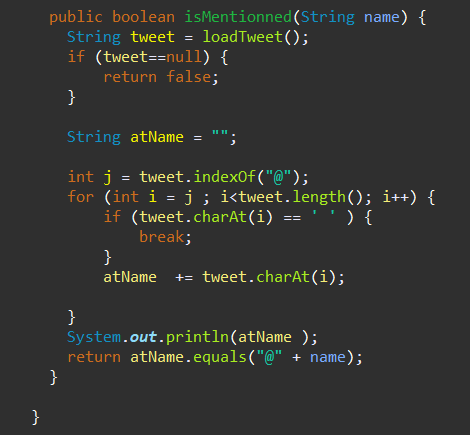 public boolean isMentionned(String name) {
String tweet = loadTweet();
if (tweet==null) {
return false;
}
String atName = "";
int j = tweet.indexOf("@");
for (int i = j ; i<tweet.length(); i++) {
if (tweet.charAt(i) == ' ' ) {
break;
}
atName  += tweet.charAt(i);
}
System.out.println(atName );
return atName.equals("@" + name);
}
}